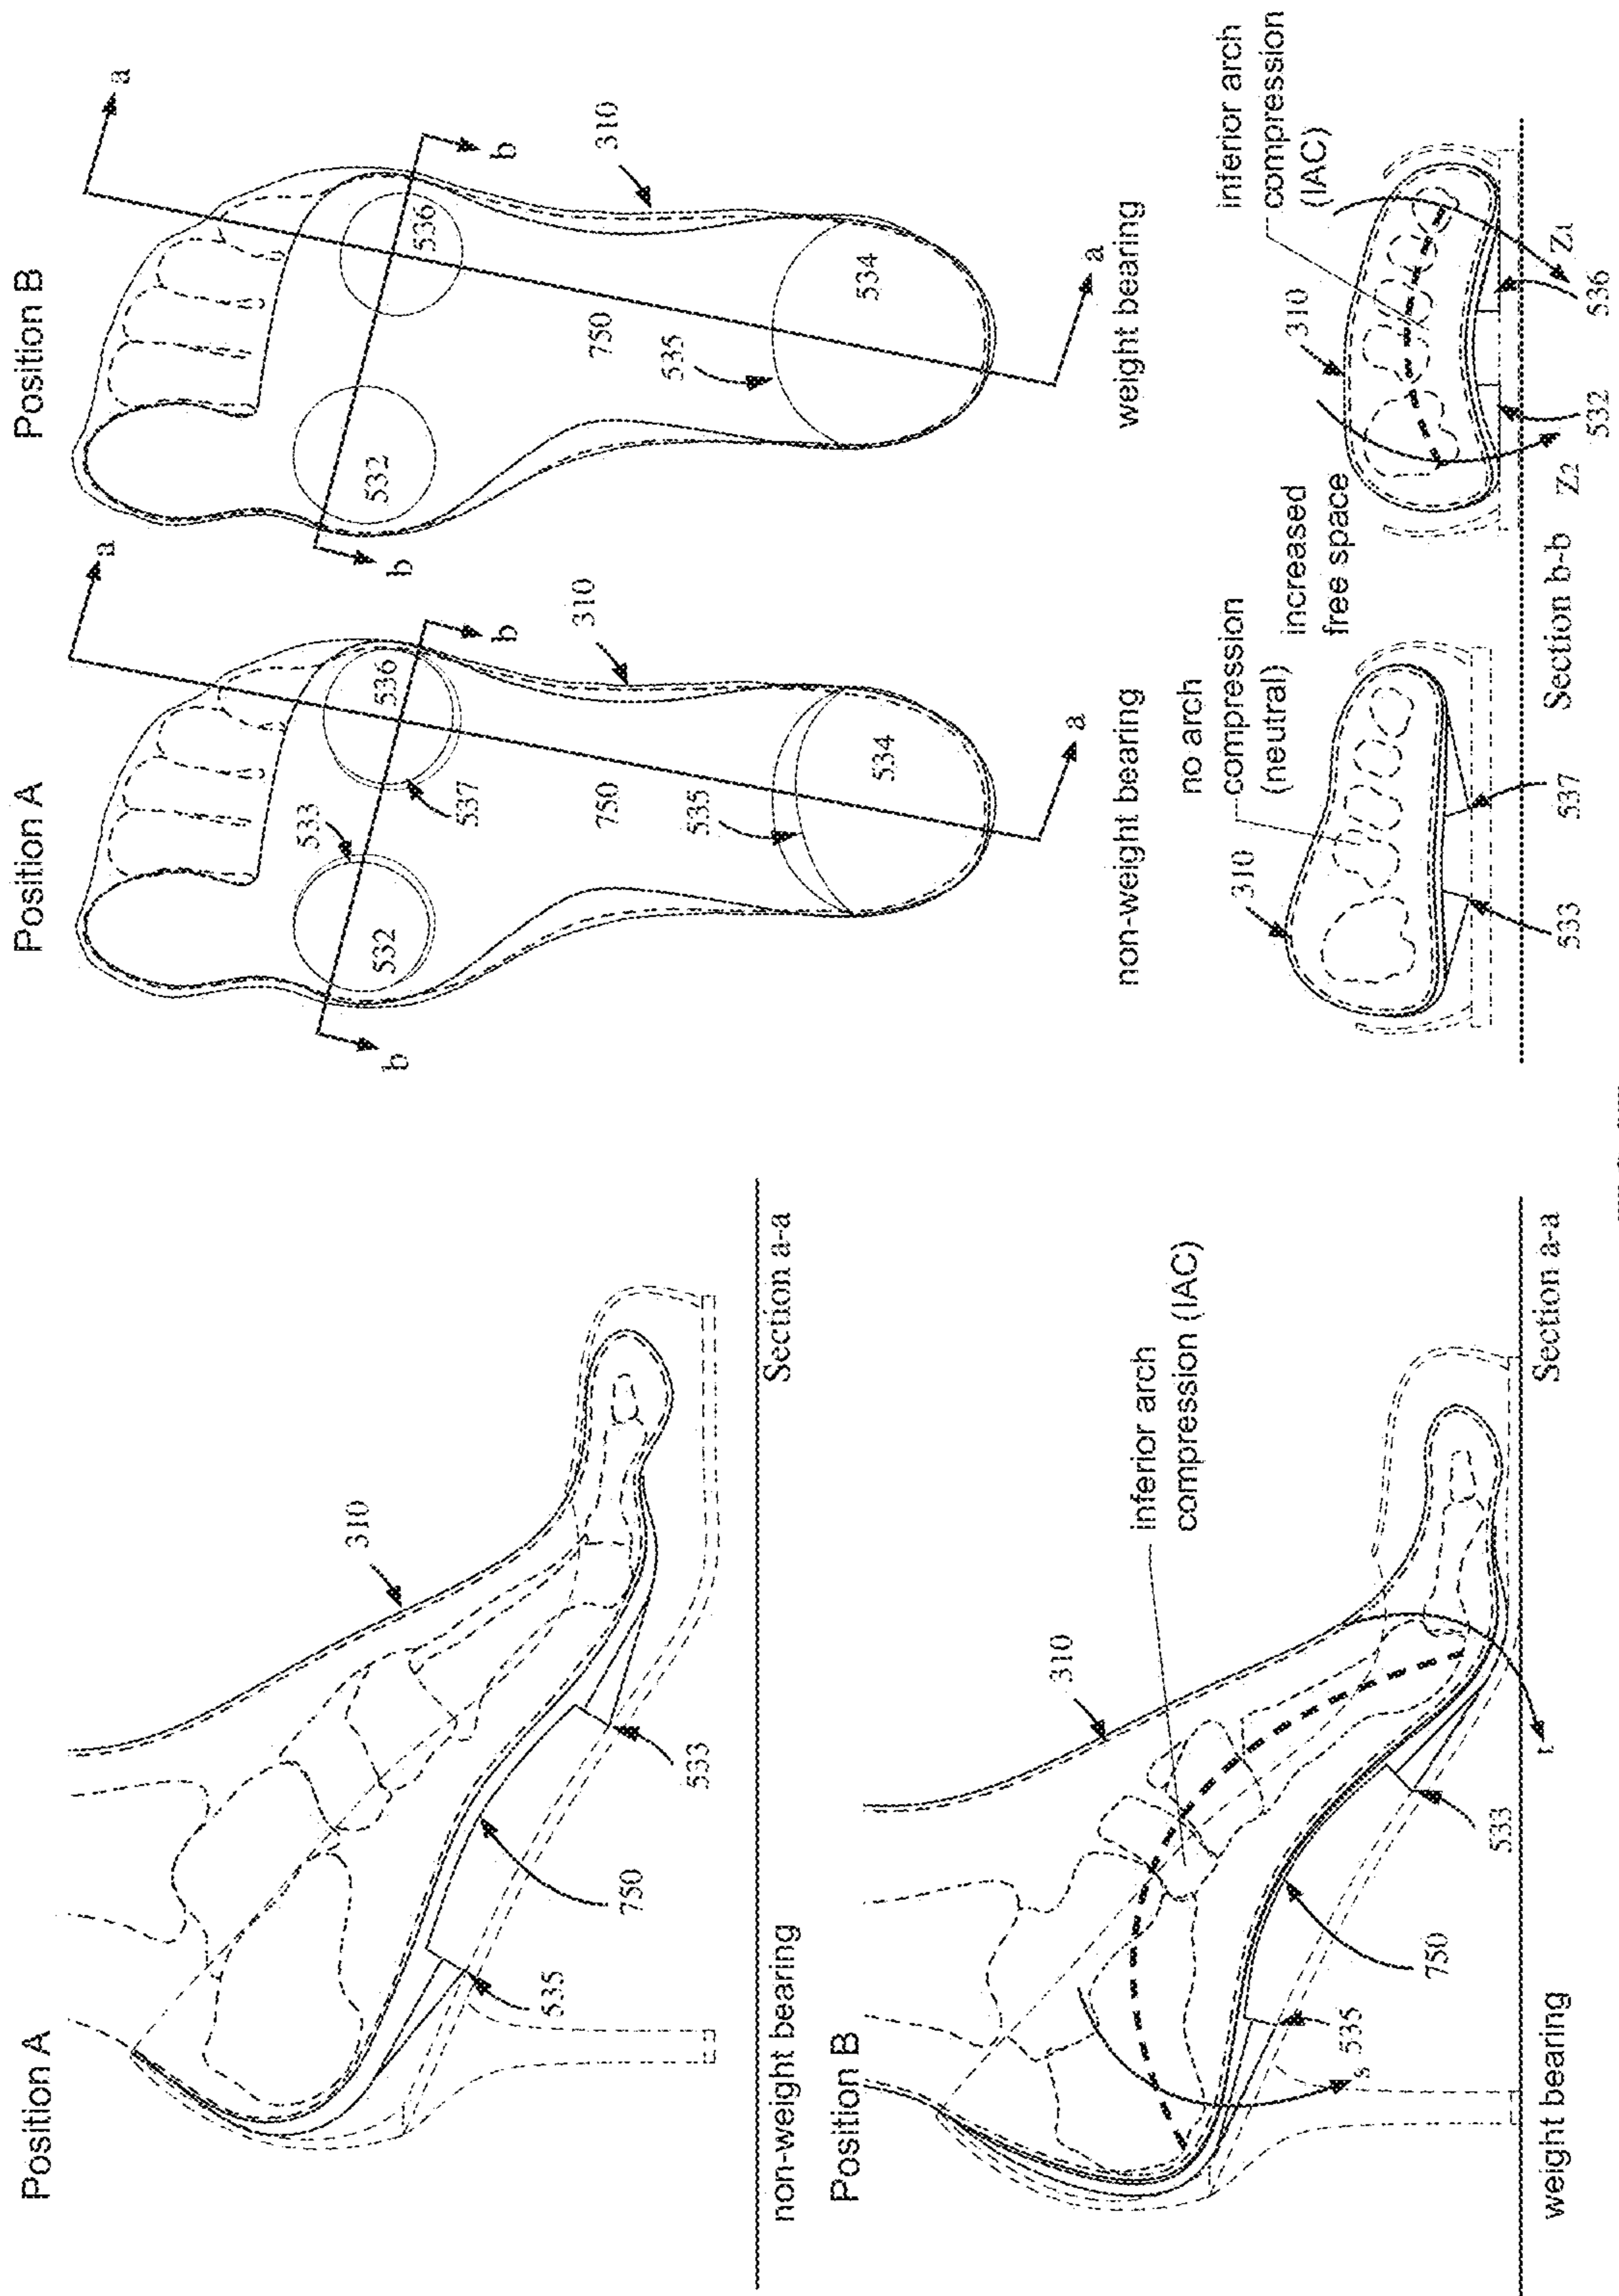 Position A
310
750
535
533
non-weight bearing
Section a-a
Position B
310
inferior arch
compression (IAC)
s
535
750
533
t
weight bearing
Section a-a
Position A
a
533
532
536
537
b
b
310
750
535
534
a
non-weight bearing
Position B
a
532
536
b
b
310
750
535
534
a
weight bearing
310
no arch
compression
(neutral)
533
537
increased
free space
310
inferior arch
compression
(IAC)
Section b-b
Z2
532
536
Z1